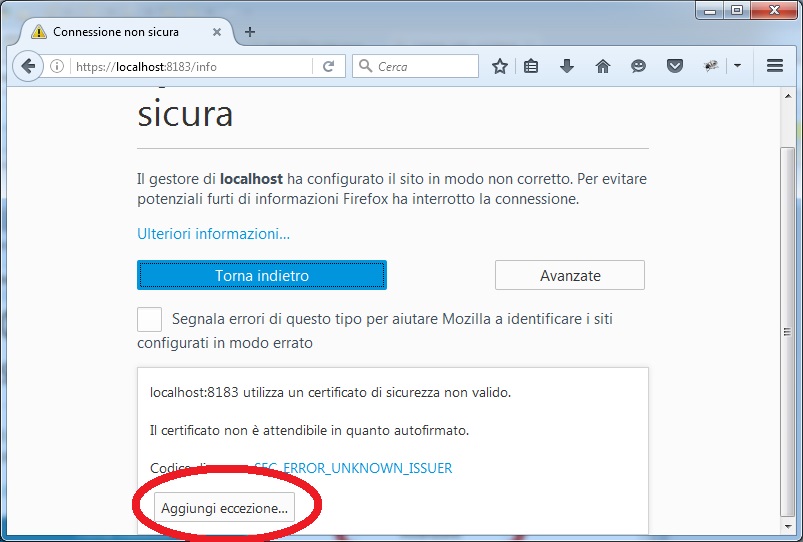 Connessione non sicura
https://localhost:8183/info
Cerca
sicura
Il gestore di localhost ha configurato il sito in modo non corretto. Per evitare
potenziali furti di informazioni Firefox ha interrotto la connessione.
Ulteriori informazioni...
Torna indietro
Avanzate
Segnala errori di questo tipo per aiutare Mozilla a identificare i siti
configurati in modo errato
localhost:8183 utilizza un certificato di sicurezza non valido.
Il certificato non è attendibile in quanto autofirmato.
Codice SEC_ERROR_UNKNOWN_ISSUER
Aggiungi eccezione...